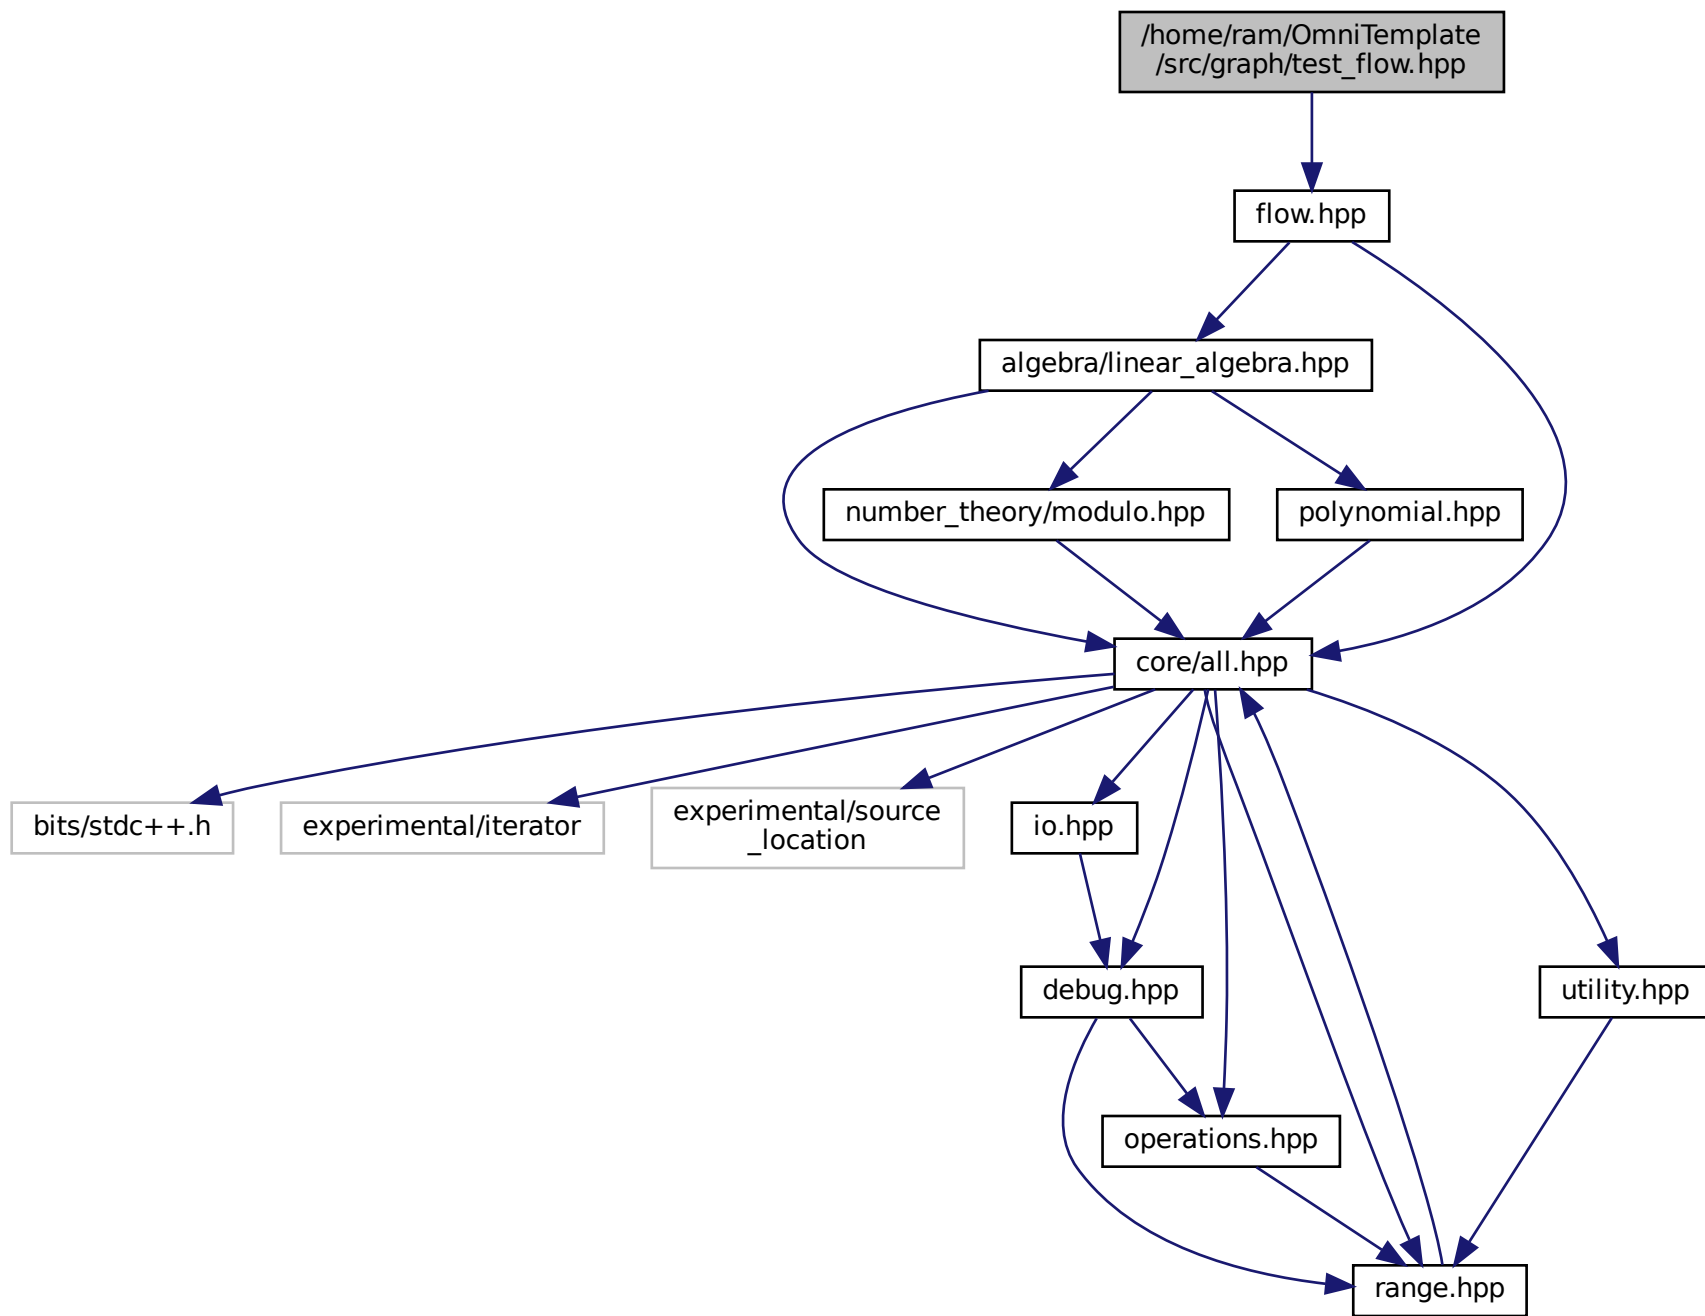 /home/ram/OmniTemplate
/src/graph/test_flow.hpp
flow.hpp
algebra/linear_algebra.hpp
number_theory/modulo.hpp
polynomial.hpp
core/all.hpp
bits/stdc++.h
experimental/iterator
experimental/source
_location
io.hpp
debug.hpp
utility.hpp
operations.hpp
range.hpp